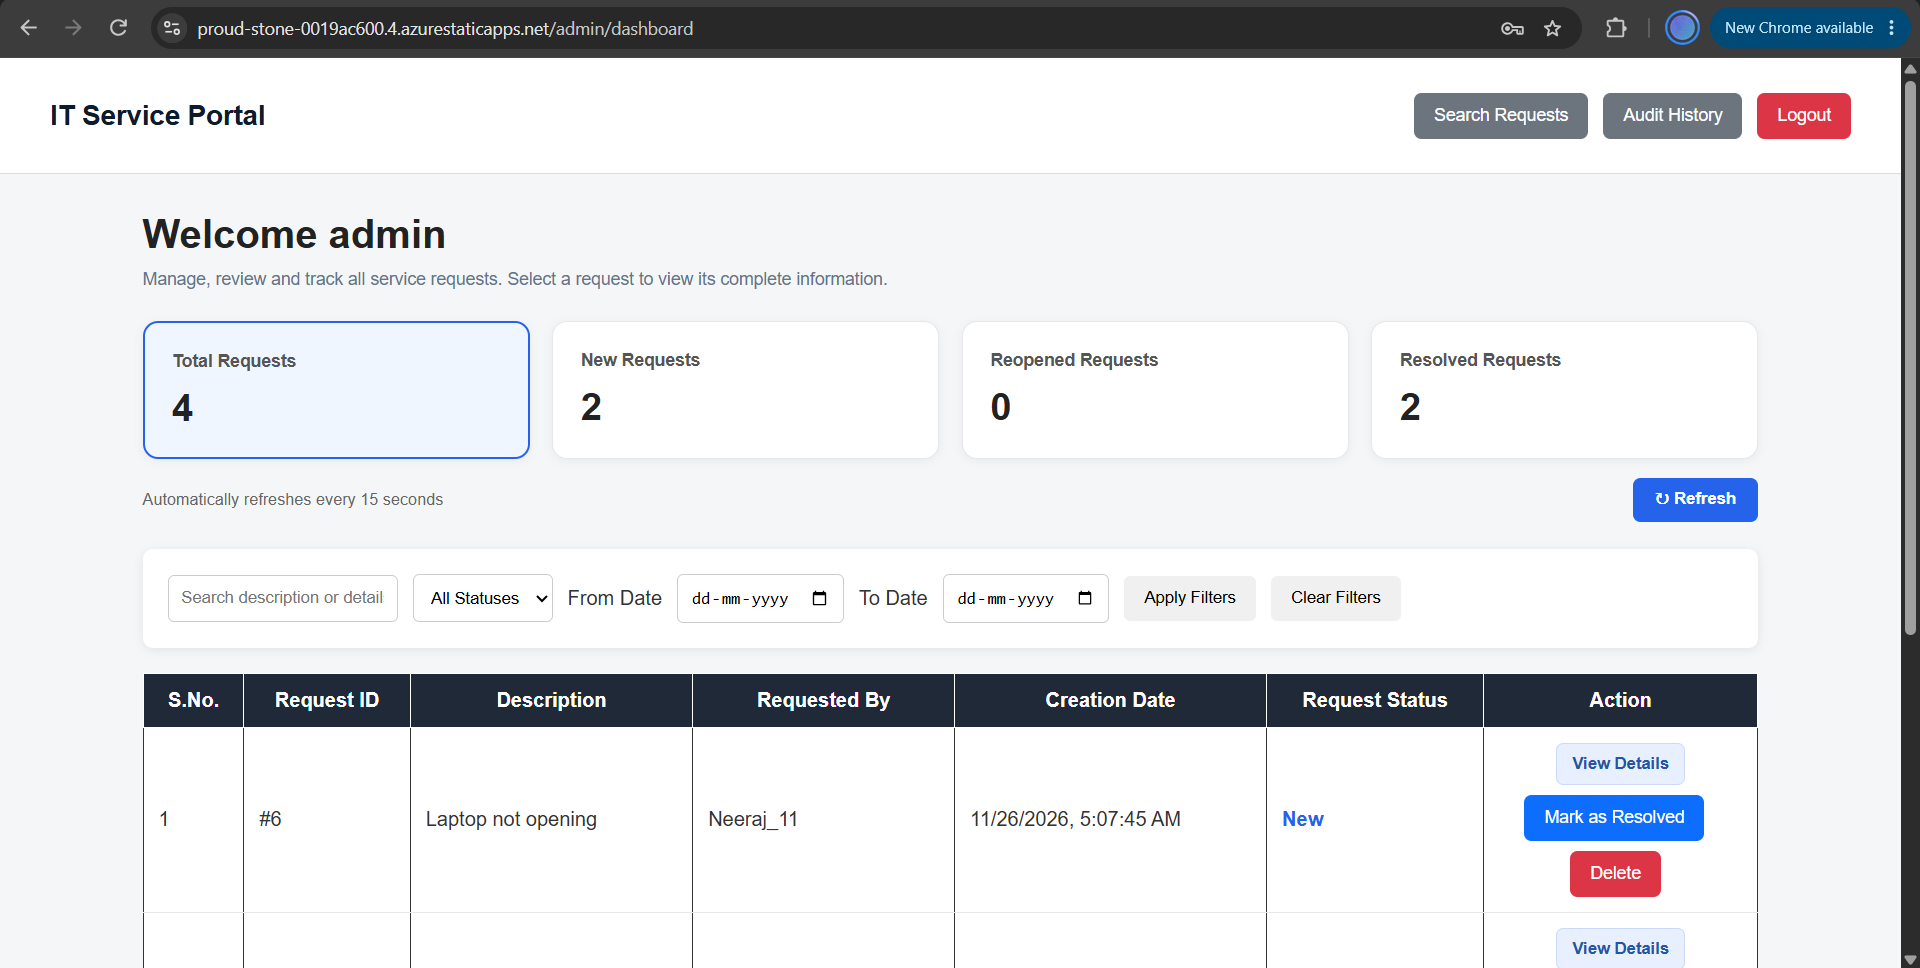 proud-stone-0019ac600.4.azurestaticapps.net/admin/dashboard
New Chrome available
IT Service Portal
Search Requests
Audit History
Logout
Welcome admin
Manage, review and track all service requests. Select a request to view its complete information.
Total Requests
4
New Requests
2
Reopened Requests
0
Resolved Requests
2
Automatically refreshes every 15 seconds
↻ Refresh
Search description or detail
All Statuses
From Date
dd-mm-yyyy
To Date
dd-mm-yyyy
Apply Filters
Clear Filters
S.No. Request ID Description Requested By Creation Date Request Status Action
View Details
1 #6 Laptop not opening Neeraj_11 11/26/2026, 5:07:45 AM New Mark as Resolved
Delete
View Details